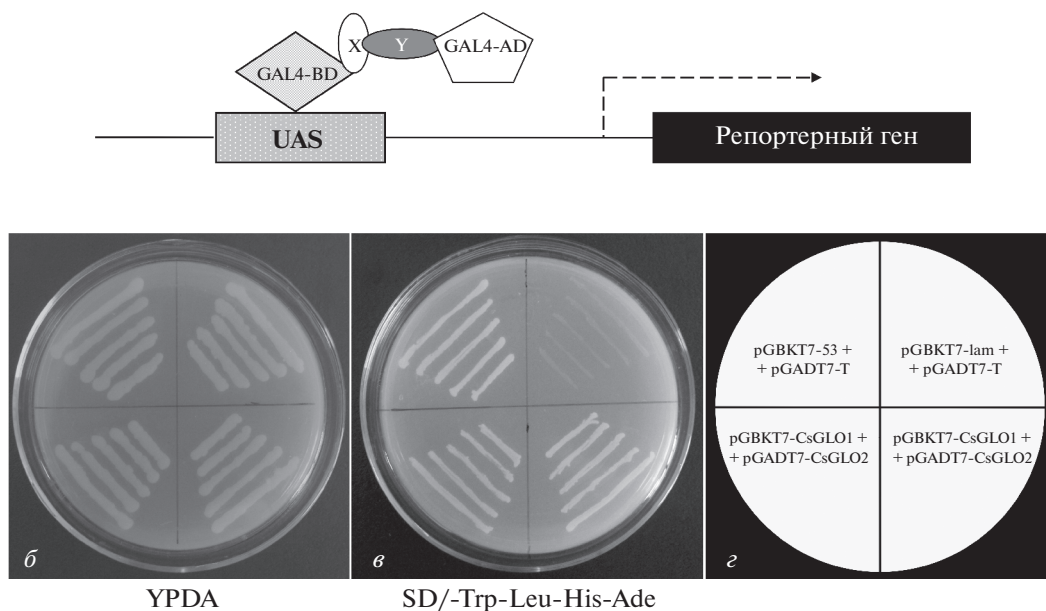 X
Y
GAL4-BD
GAL4-AD
UAS
Репортерный ген
pGBKT7-53 +
+ pGADT7-T
pGBKT7-lam +
+ pGADT7-T
pGBKT7-CsGLO1 +
+ pGADT7-CsGLO2
pGBKT7-CsGLO1 +
+ pGADT7-CsGLO2
б
в
г
YPDA
SD/-Trp-Leu-His-Ade